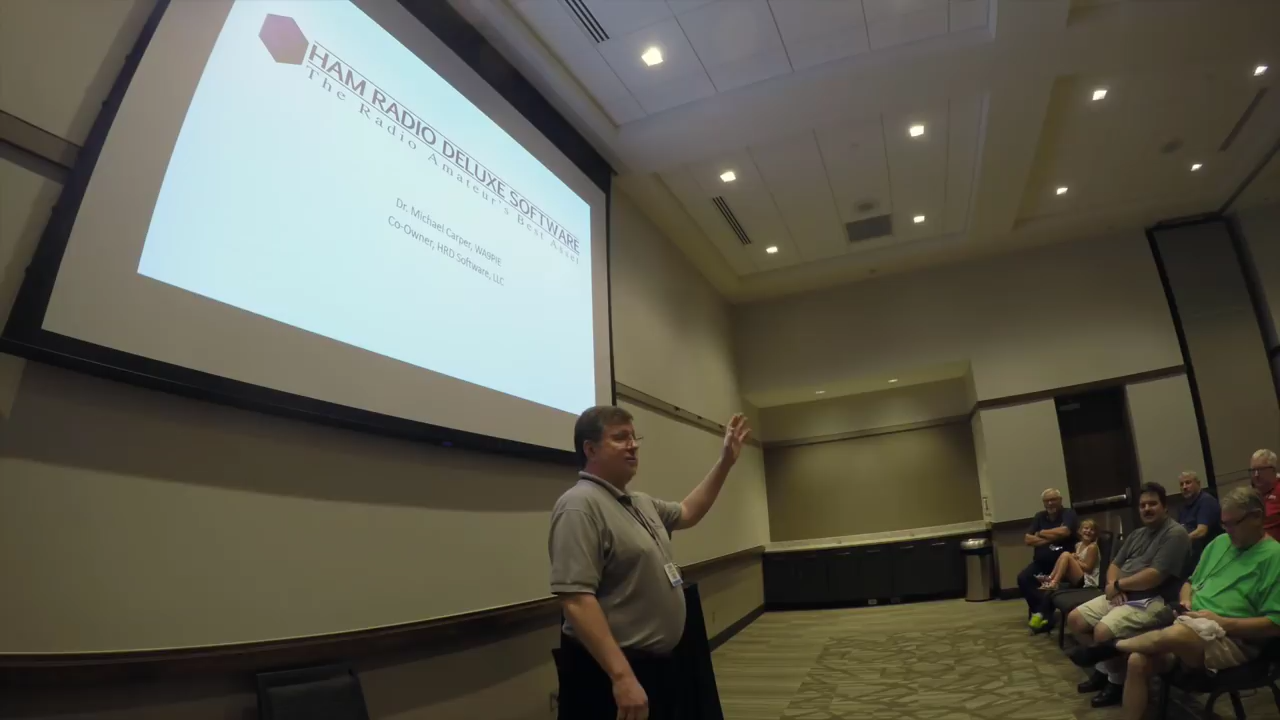 HAM RADIO DELUXE SOFTWARE
The Radio Amateur's Best Asset
Dr. Michael Carper, WA9PIE
Co-Owner, HRD Software, LLC